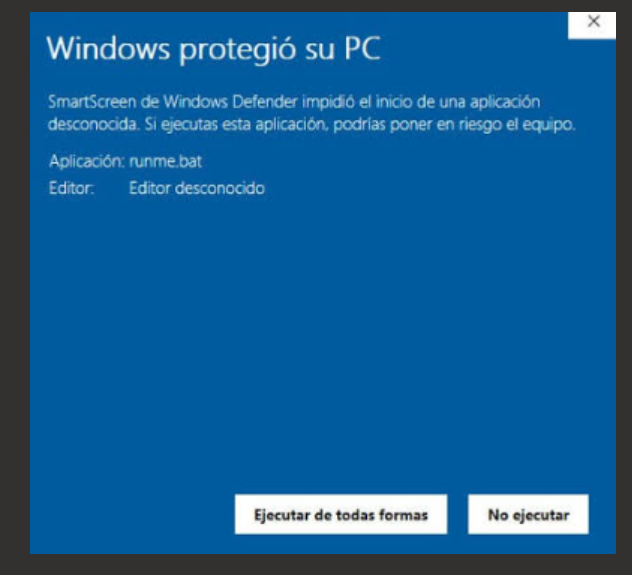 Windows protegió su PC
SmartScreen de Windows Defender impidió el inicio de una aplicación
desconocida. Si ejecutas esta aplicación, podrías poner en riesgo el equipo.
Aplicación: runme.bat
Editor: Editor desconocido
Ejecutar de todas formas No ejecutar